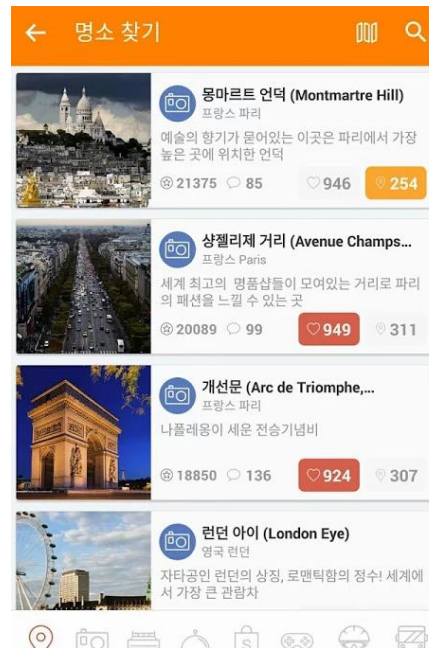 명소 찾기
몽마르트 언덕 (Montmartre Hill)
프랑스 파리
예술의 향기가 묻어있는 이곳은 파리에서 가장
높은 곳에 위치한 언덕
21375 85 946 254
샹젤리제 거리 (Avenue Champs...
프랑스 Paris
세계 최고의 명품샵들이 모여있는 거리로 파리
의 패션을 느낄 수 있는 곳
20089 99 949 311
개선문 (Arc de Triomphe,...
프랑스 파리
나폴레옹이 세운 전승기념비
18850 136 924 307
런던 아이 (London Eye)
영국 런던
자타공인 런던의 상징, 로맨틱함의 정수! 세계에
서 가장 큰 관람차
S